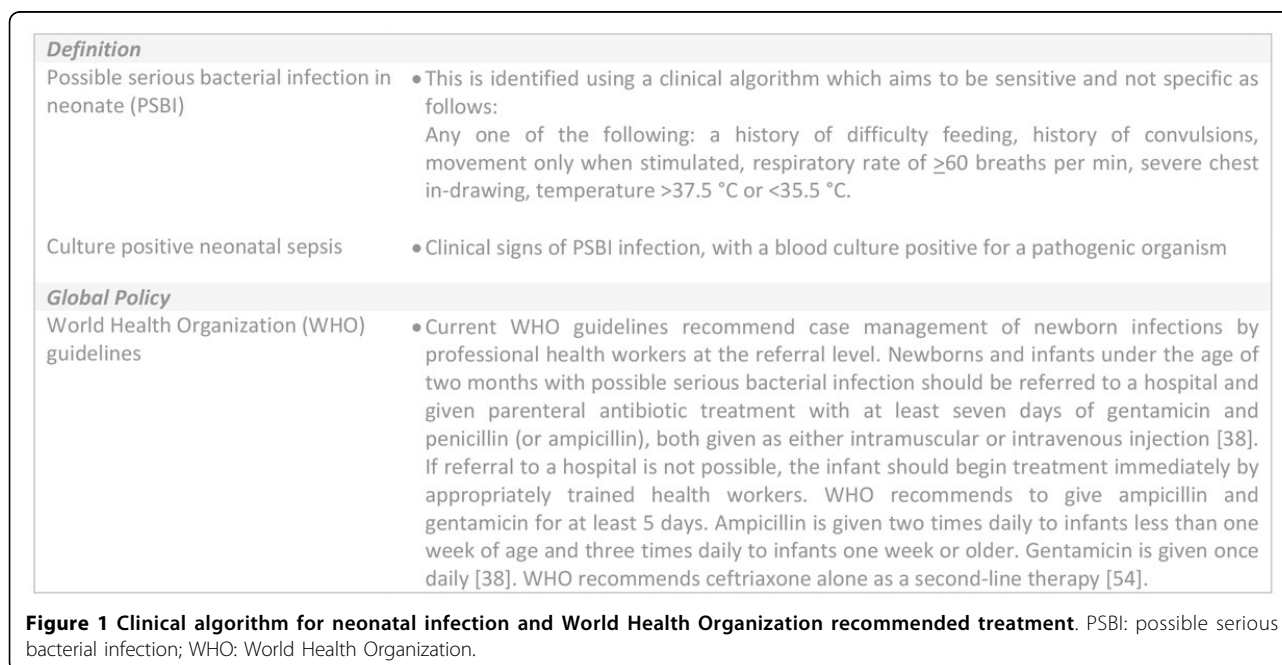 Definition
Possible serious bacterial infection in
neonate (PSBI)
• This is identified using a clinical algorithm which aims to be sensitive and not specific as
follows:
Any one of the following: a history of difficulty feeding, history of convulsions,
movement only when stimulated, respiratory rate of ≥60 breaths per min, severe chest
in-drawing, temperature >37.5 °C or <35.5 °C.
Culture positive neonatal sepsis
• Clinical signs of PSBI infection, with a blood culture positive for a pathogenic organism
Global Policy
World Health Organization (WHO)
guidelines
• Current WHO guidelines recommend case management of newborn infections by
professional health workers at the referral level. Newborns and infants under the age of
two months with possible serious bacterial infection should be referred to a hospital and
given parenteral antibiotic treatment with at least seven days of gentamicin and
penicillin (or ampicillin), both given as either intramuscular or intravenous injection [38].
If referral to a hospital is not possible, the infant should begin treatment immediately by
appropriately trained health workers. WHO recommends to give ampicillin and
gentamicin for at least 5 days. Ampicillin is given two times daily to infants less than one
week of age and three times daily to infants one week or older. Gentamicin is given once
daily [38]. WHO recommends ceftriaxone alone as a second-line therapy [54].
Figure 1 Clinical algorithm for neonatal infection and World Health Organization recommended treatment. PSBI: possible serious
bacterial infection; WHO: World Health Organization.